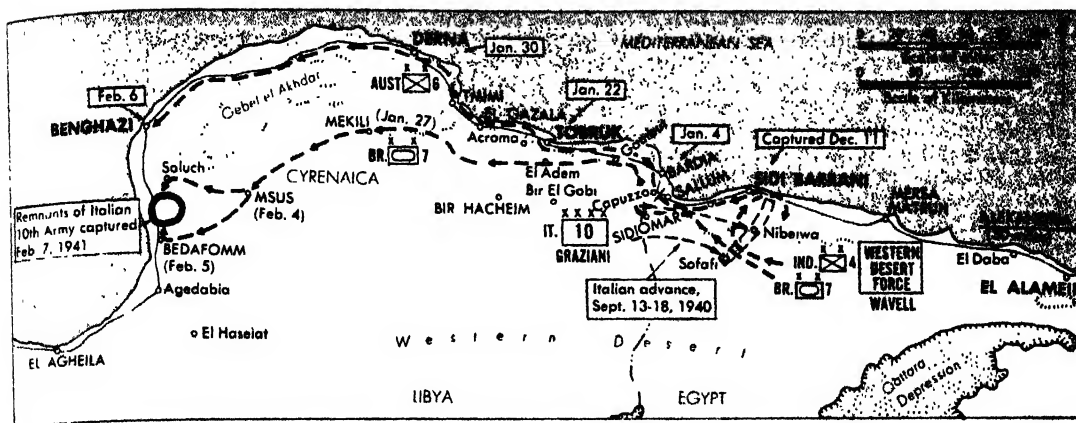 DERNA
Jan. 30
MEDITERRANEAN SEA
AUST
6
Jan. 22
Feb. 6
Gebel el Akhdar
BENGHAZI
MEKILI (Jan. 27)
GAZALA
TOBRUK
Acroma
Jan. 4
Captured Dec. 11
BR.
7
BARDIA
El Adem
Bir El Gobi
Soluch
CYRENAICA
MSUS
(Feb. 4)
Capuzzo
SALLUM
SIDI BARRANI
MERSA
MATRUH
Remnants of Italian
10th Army captured
Feb 7, 1941
BIR HACHEIM
X X X X
IT.
10
GRAZIANI
SIDI OMAR
Nibeiwa
BEDAFOMM
(Feb. 5)
Sofafi
IND.
4
WESTERN
DESERT
FORCE
WAVELL
El Daba
BR.
7
EL ALAMEIN
Agedabia
Italian advance,
Sept. 13-18, 1940
El Haseiat
Western Desert
EL AGHEILA
LIBYA
EGYPT
Qattara
Depression